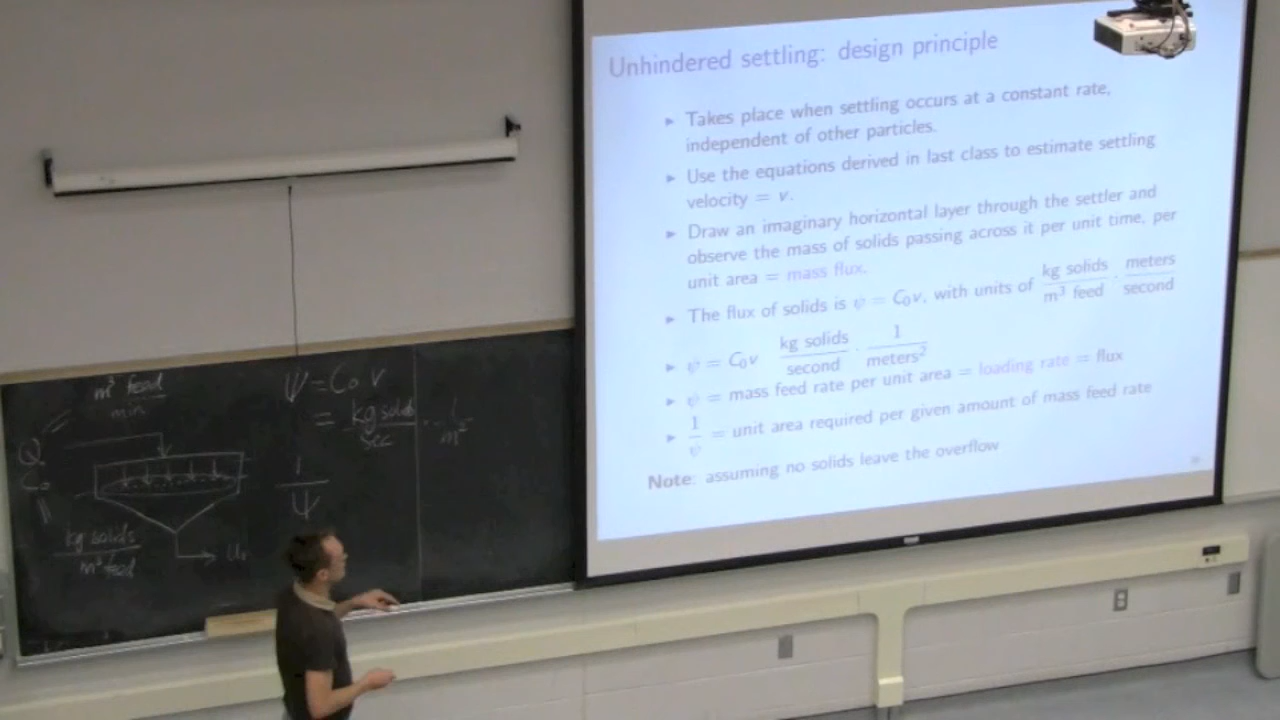 m³ feed
min
Q
C₀
kg solids
m³ feed
ψ = C₀ v
= kg solids / sec · 1 / m²
1
ψ
Unhindered settling: design principle
▶ Takes place when settling occurs at a constant rate,
independent of other particles.
▶ Use the equations derived in last class to estimate settling
velocity = v.
▶ Draw an imaginary horizontal layer through the settler and
observe the mass of solids passing across it per unit time, per
unit area = mass flux.
▶ The flux of solids is ψ = C₀v, with units of kg solids / m³ feed · meters / second
▶ ψ = C₀v kg solids / second · 1 / meters²
▶ ψ = mass feed rate per unit area = loading rate = flux
▶ 1 / ψ = unit area required per given amount of mass feed rate
Note: assuming no solids leave the overflow